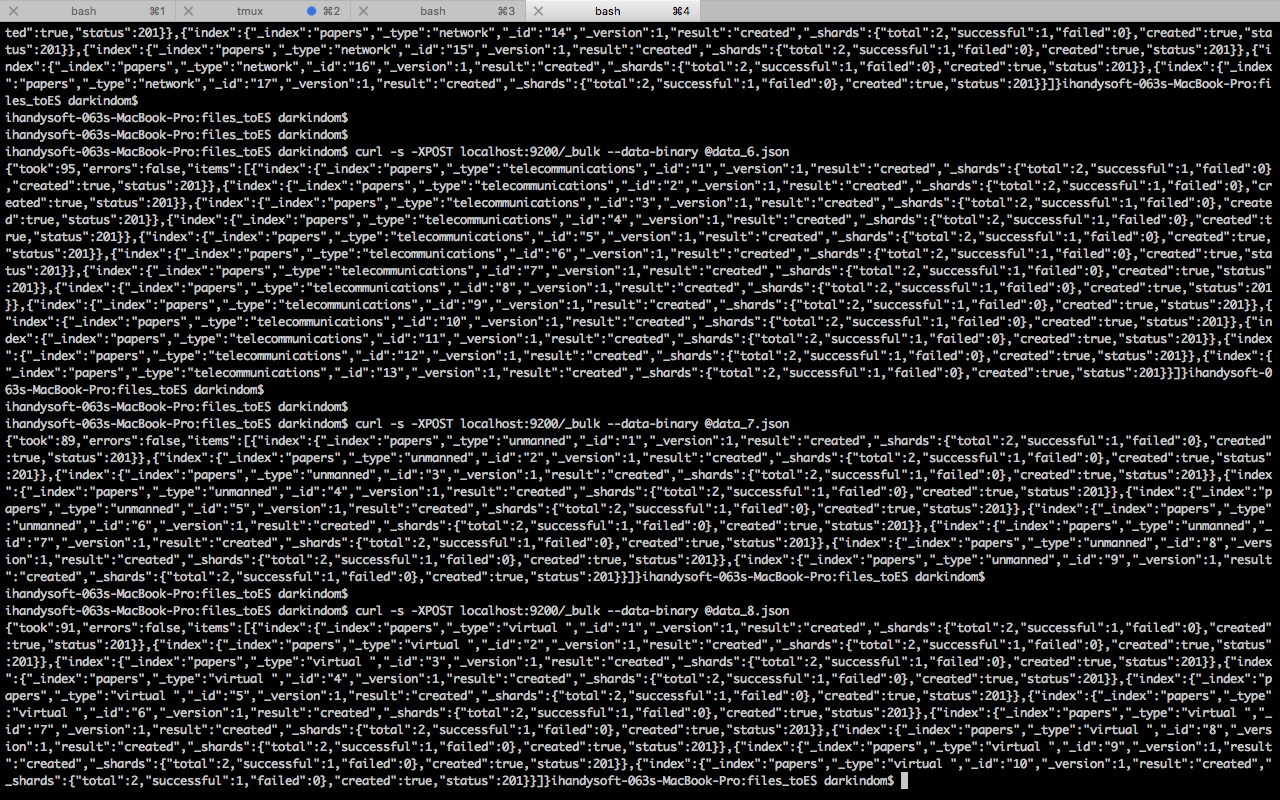 bash ⌘1 tmux ⌘2 bash ⌘3 bash ⌘4
ted":true,"status":201}},{"index":{"_index":"papers","_type":"network","_id":"14","_version":1,"result":"created","_shards":{"total":2,"successful":1,"failed":0},"created":true,"sta
tus":201}},{"index":{"_index":"papers","_type":"network","_id":"15","_version":1,"result":"created","_shards":{"total":2,"successful":1,"failed":0},"created":true,"status":201}},{"i
ndex":{"_index":"papers","_type":"network","_id":"16","_version":1,"result":"created","_shards":{"total":2,"successful":1,"failed":0},"created":true,"status":201}},{"index":{"_index
":"papers","_type":"network","_id":"17","_version":1,"result":"created","_shards":{"total":2,"successful":1,"failed":0},"created":true,"status":201}}]}ihandysoft-063s-MacBook-Pro:fi
les_toES darkindom$
ihandysoft-063s-MacBook-Pro:files_toES darkindom$
ihandysoft-063s-MacBook-Pro:files_toES darkindom$
ihandysoft-063s-MacBook-Pro:files_toES darkindom$ curl -s -XPOST localhost:9200/_bulk --data-binary @data_6.json
{"took":95,"errors":false,"items":[{"index":{"_index":"papers","_type":"telecommunications","_id":"1","_version":1,"result":"created","_shards":{"total":2,"successful":1,"failed":0}
,"created":true,"status":201}},{"index":{"_index":"papers","_type":"telecommunications","_id":"2","_version":1,"result":"created","_shards":{"total":2,"successful":1,"failed":0},"cr
eated":true,"status":201}},{"index":{"_index":"papers","_type":"telecommunications","_id":"3","_version":1,"result":"created","_shards":{"total":2,"successful":1,"failed":0},"create
d":true,"status":201}},{"index":{"_index":"papers","_type":"telecommunications","_id":"4","_version":1,"result":"created","_shards":{"total":2,"successful":1,"failed":0},"created":t
rue,"status":201}},{"index":{"_index":"papers","_type":"telecommunications","_id":"5","_version":1,"result":"created","_shards":{"total":2,"successful":1,"failed":0},"created":true,
"status":201}},{"index":{"_index":"papers","_type":"telecommunications","_id":"6","_version":1,"result":"created","_shards":{"total":2,"successful":1,"failed":0},"created":true,"sta
tus":201}},{"index":{"_index":"papers","_type":"telecommunications","_id":"7","_version":1,"result":"created","_shards":{"total":2,"successful":1,"failed":0},"created":true,"status"
:201}},{"index":{"_index":"papers","_type":"telecommunications","_id":"8","_version":1,"result":"created","_shards":{"total":2,"successful":1,"failed":0},"created":true,"status":201
}},{"index":{"_index":"papers","_type":"telecommunications","_id":"9","_version":1,"result":"created","_shards":{"total":2,"successful":1,"failed":0},"created":true,"status":201}},{
"index":{"_index":"papers","_type":"telecommunications","_id":"10","_version":1,"result":"created","_shards":{"total":2,"successful":1,"failed":0},"created":true,"status":201}},{"in
dex":{"_index":"papers","_type":"telecommunications","_id":"11","_version":1,"result":"created","_shards":{"total":2,"successful":1,"failed":0},"created":true,"status":201}},{"index
":{"_index":"papers","_type":"telecommunications","_id":"12","_version":1,"result":"created","_shards":{"total":2,"successful":1,"failed":0},"created":true,"status":201}},{"index":{
"_index":"papers","_type":"telecommunications","_id":"13","_version":1,"result":"created","_shards":{"total":2,"successful":1,"failed":0},"created":true,"status":201}}]}ihandysoft-0
63s-MacBook-Pro:files_toES darkindom$
ihandysoft-063s-MacBook-Pro:files_toES darkindom$
ihandysoft-063s-MacBook-Pro:files_toES darkindom$ curl -s -XPOST localhost:9200/_bulk --data-binary @data_7.json
{"took":89,"errors":false,"items":[{"index":{"_index":"papers","_type":"unmanned","_id":"1","_version":1,"result":"created","_shards":{"total":2,"successful":1,"failed":0},"created"
:true,"status":201}},{"index":{"_index":"papers","_type":"unmanned","_id":"2","_version":1,"result":"created","_shards":{"total":2,"successful":1,"failed":0},"created":true,"status":
201}},{"index":{"_index":"papers","_type":"unmanned","_id":"3","_version":1,"result":"created","_shards":{"total":2,"successful":1,"failed":0},"created":true,"status":201}},{"index"
:{"_index":"papers","_type":"unmanned","_id":"4","_version":1,"result":"created","_shards":{"total":2,"successful":1,"failed":0},"created":true,"status":201}},{"index":{"_index":"p
apers","_type":"unmanned","_id":"5","_version":1,"result":"created","_shards":{"total":2,"successful":1,"failed":0},"created":true,"status":201}},{"index":{"_index":"papers","_type"
:"unmanned","_id":"6","_version":1,"result":"created","_shards":{"total":2,"successful":1,"failed":0},"created":true,"status":201}},{"index":{"_index":"papers","_type":"unmanned","_
id":"7","_version":1,"result":"created","_shards":{"total":2,"successful":1,"failed":0},"created":true,"status":201}},{"index":{"_index":"papers","_type":"unmanned","_id":"8","_vers
ion":1,"result":"created","_shards":{"total":2,"successful":1,"failed":0},"created":true,"status":201}},{"index":{"_index":"papers","_type":"unmanned","_id":"9","_version":1,"result
":"created","_shards":{"total":2,"successful":1,"failed":0},"created":true,"status":201}}]}ihandysoft-063s-MacBook-Pro:files_toES darkindom$
ihandysoft-063s-MacBook-Pro:files_toES darkindom$
ihandysoft-063s-MacBook-Pro:files_toES darkindom$ curl -s -XPOST localhost:9200/_bulk --data-binary @data_8.json
{"took":91,"errors":false,"items":[{"index":{"_index":"papers","_type":"virtual ","_id":"1","_version":1,"result":"created","_shards":{"total":2,"successful":1,"failed":0},"created"
:true,"status":201}},{"index":{"_index":"papers","_type":"virtual ","_id":"2","_version":1,"result":"created","_shards":{"total":2,"successful":1,"failed":0},"created":true,"status":
201}},{"index":{"_index":"papers","_type":"virtual ","_id":"3","_version":1,"result":"created","_shards":{"total":2,"successful":1,"failed":0},"created":true,"status":201}},{"index"
:{"_index":"papers","_type":"virtual ","_id":"4","_version":1,"result":"created","_shards":{"total":2,"successful":1,"failed":0},"created":true,"status":201}},{"index":{"_index":"p
apers","_type":"virtual ","_id":"5","_version":1,"result":"created","_shards":{"total":2,"successful":1,"failed":0},"created":true,"status":201}},{"index":{"_index":"papers","_type"
:"virtual ","_id":"6","_version":1,"result":"created","_shards":{"total":2,"successful":1,"failed":0},"created":true,"status":201}},{"index":{"_index":"papers","_type":"virtual ","_
id":"7","_version":1,"result":"created","_shards":{"total":2,"successful":1,"failed":0},"created":true,"status":201}},{"index":{"_index":"papers","_type":"virtual ","_id":"8","_vers
ion":1,"result":"created","_shards":{"total":2,"successful":1,"failed":0},"created":true,"status":201}},{"index":{"_index":"papers","_type":"virtual ","_id":"9","_version":1,"result
":"created","_shards":{"total":2,"successful":1,"failed":0},"created":true,"status":201}},{"index":{"_index":"papers","_type":"virtual ","_id":"10","_version":1,"result":"created","
_shards":{"total":2,"successful":1,"failed":0},"created":true,"status":201}}]}ihandysoft-063s-MacBook-Pro:files_toES darkindom$